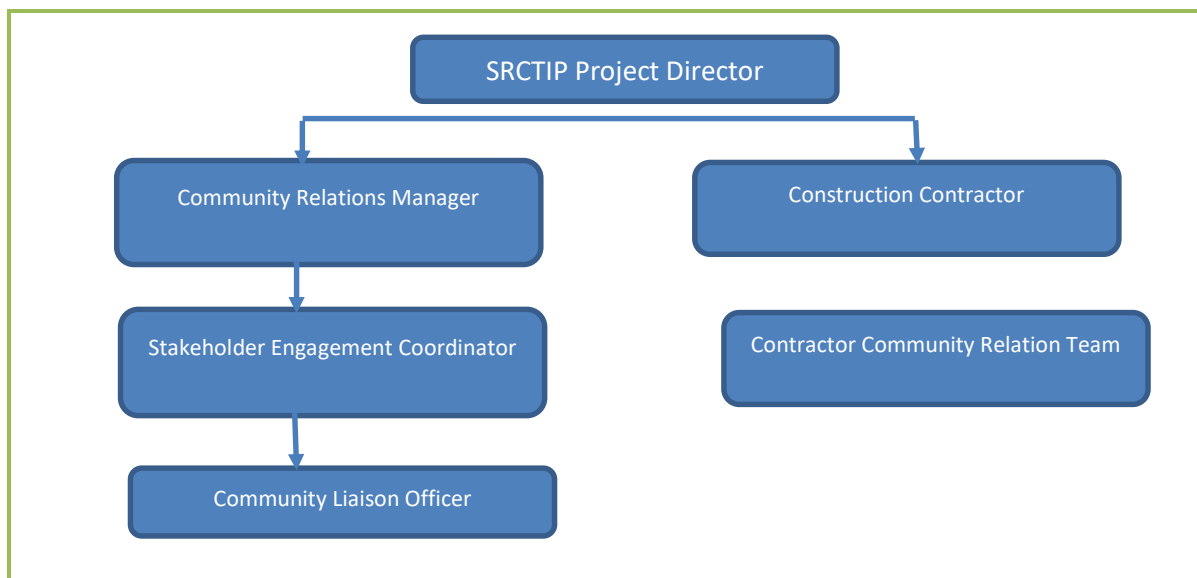 SRCTIP Project Director
Community Relations Manager
Construction Contractor
Stakeholder Engagement Coordinator
Contractor Community Relation Team
Community Liaison Officer